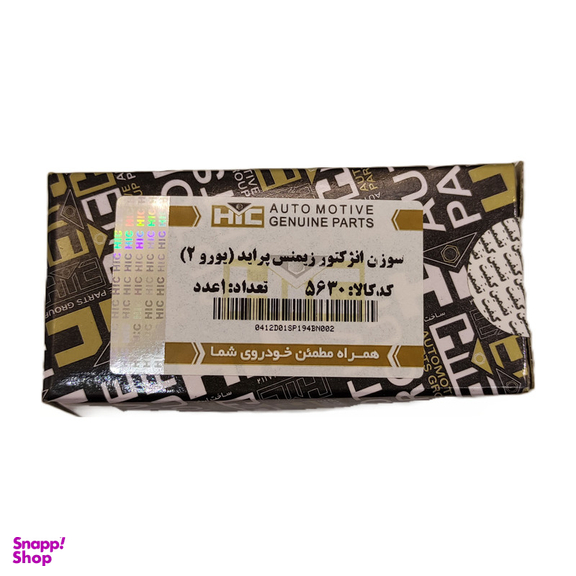 HIC AUTO MOTIVE
GENUINE PARTS
سوزن انژکتور زیمنس پراید (یورو ۲)
کدکالا: ۵۶۳۰ تعداد: ۱عدد
0412D01SP194BN002
همراه مطمئن خودروی شما
Snapp!
Shop